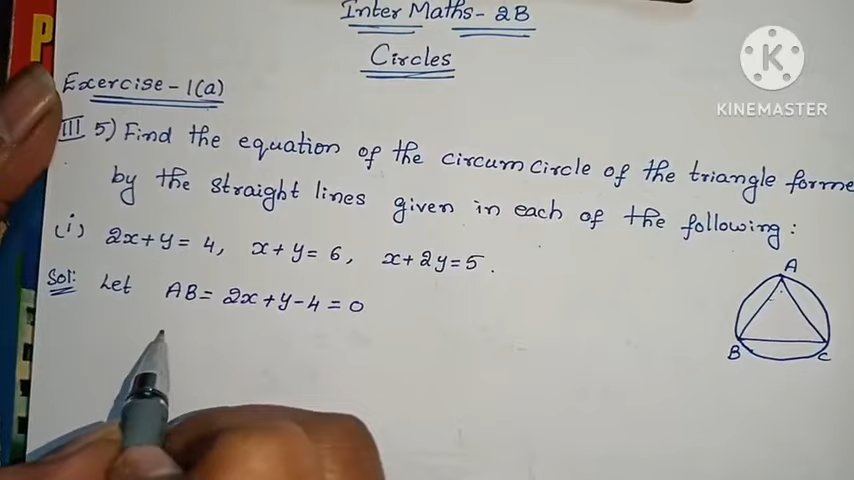 Inter Maths - 2B
Circles
K
KINEMASTER
P
Exercise - 1(a)
III 5) Find the equation of the circumcircle of the triangle forme
by the straight lines given in each of the following:
(i) 2x+y= 4, x+y= 6, x+2y=5.
Sol: Let AB= 2x+y-4=0
A
B
C